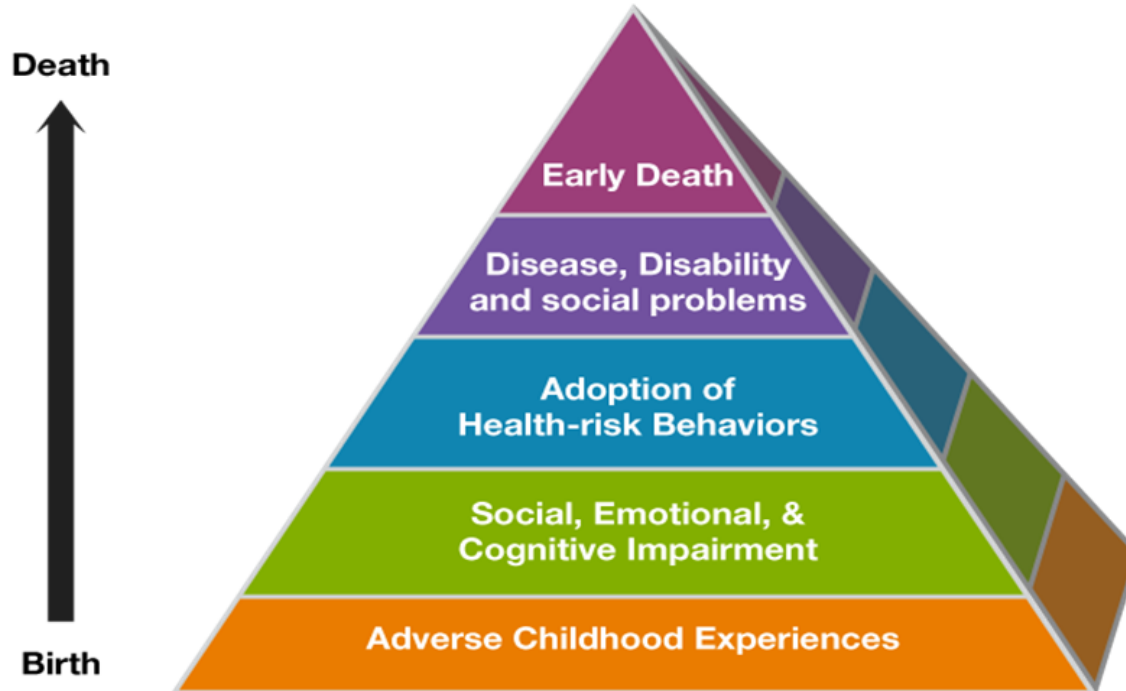 Death
Early Death
Disease, Disability
and social problems
Adoption of
Health-risk Behaviors
Social, Emotional, &
Cognitive Impairment
Adverse Childhood Experiences
Birth